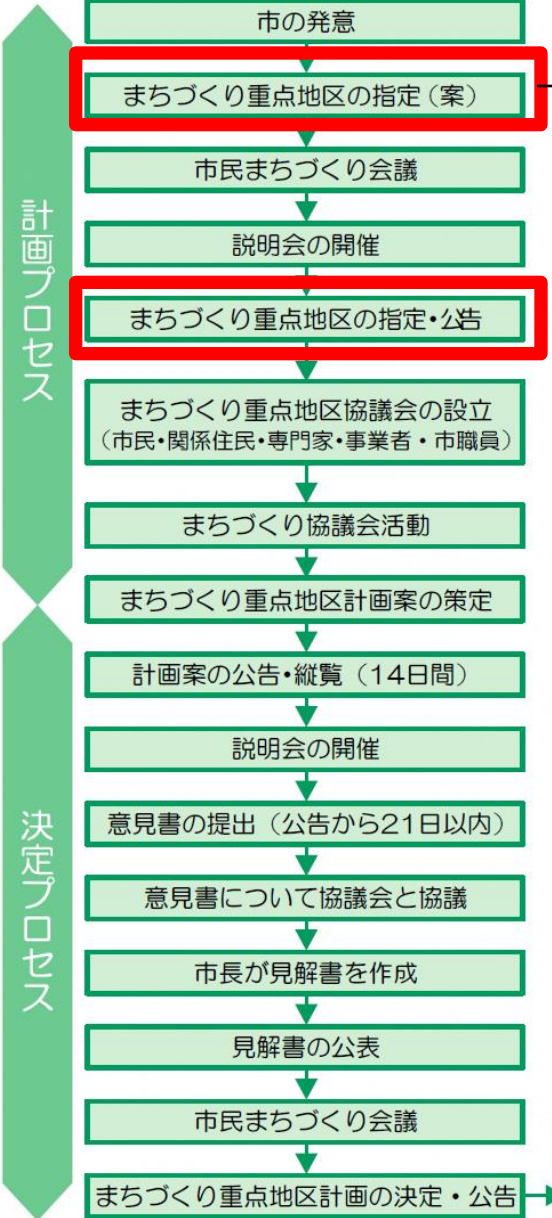 計画プロセス
市の発意
まちづくり重点地区の指定（案）
市民まちづくり会議
説明会の開催
まちづくり重点地区の指定・公告
まちづくり重点地区協議会の設立
（市民・関係住民・専門家・事業者・市職員）
まちづくり協議会活動
まちづくり重点地区計画案の策定
決定プロセス
計画案の公告・縦覧（14日間）
説明会の開催
意見書の提出（公告から21日以内）
意見書について協議会と協議
市長が見解書を作成
見解書の公表
市民まちづくり会議
まちづくり重点地区計画の決定・公告